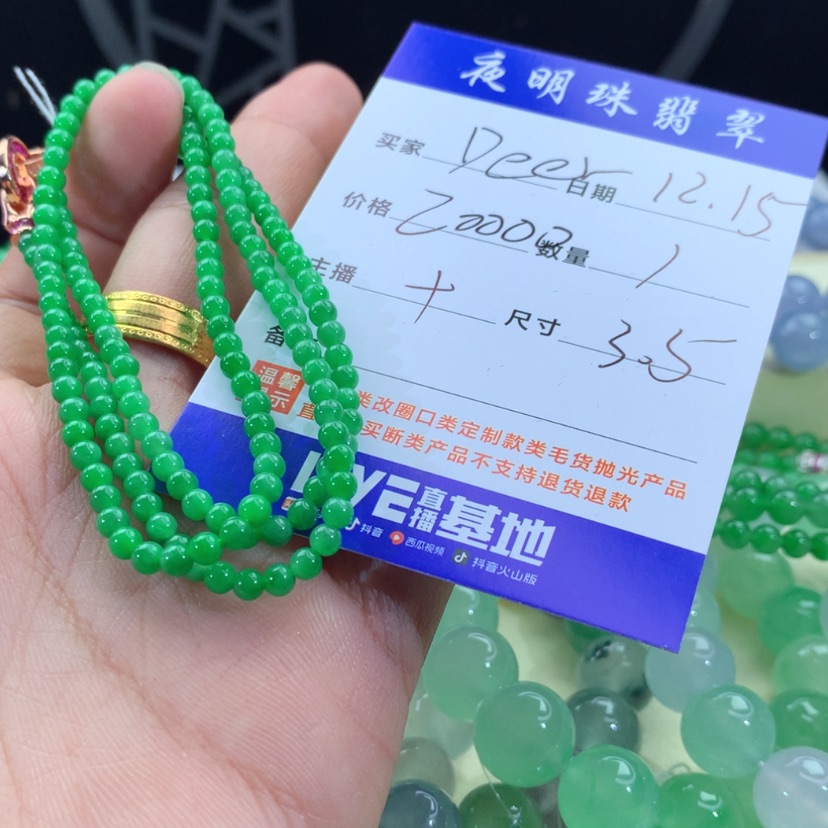 夜明珠翡翠
买家 Deer 日期 12.15
价格 20000 数量 1
主播 十 尺寸 3.5
备
温馨
提示 类改圈口类定制款类毛货抛光产品
直 买断类产品不支持退货退款
直播基地
抖音 西瓜视频 抖音火山版